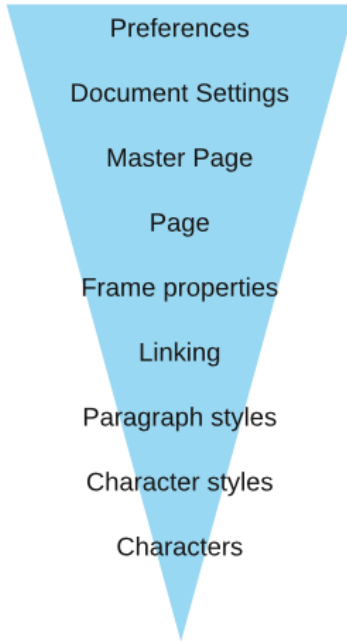 Preferences
Document Settings
Master Page
Page
Frame properties
Linking
Paragraph styles
Character styles
Characters